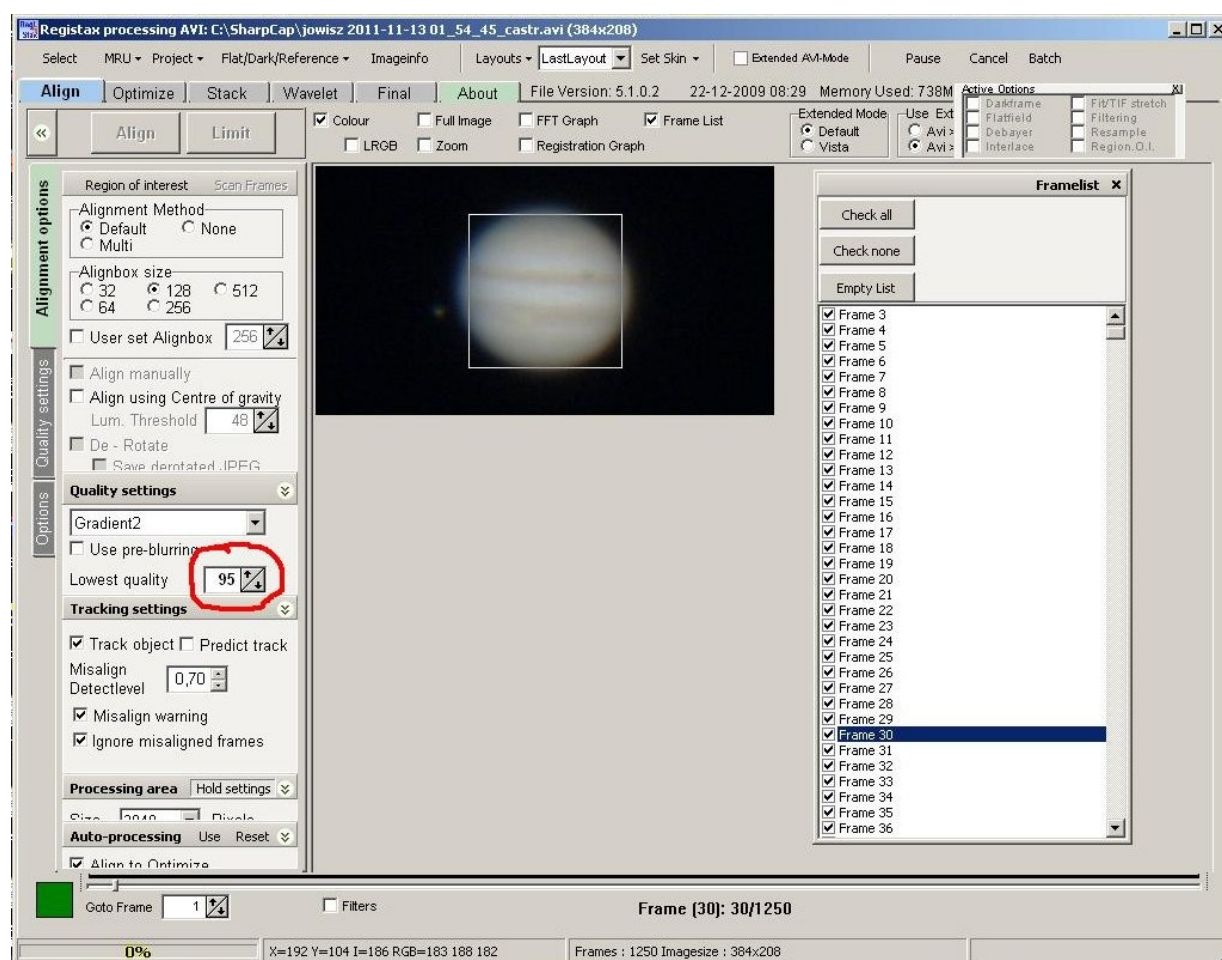 Registax processing AVI: C:\SharpCap\jowisz 2011-11-13 01_54_45_castr.avi (384x208)
Select MRU Project Flat/Dark/Reference Imageinfo Layouts LastLayout Set Skin Extended AVI-Mode Pause Cancel Batch
Align Optimize Stack Wavelet Final About File Version: 5.1.0.2 22-12-2009 08:29 Memory Used: 738M
Active Options XI
Darkframe Fit/TIF stretch
Flatfield Filtering
Debayer Resample
Interlace Region.O.I.
« Align Limit
Colour Full Image FFT Graph Frame List
LRGB Zoom Registration Graph
Extended Mode
Default
Vista
Use Ext
Avi >
Avi >
Alignment options
Quality settings
Options
Region of interest Scan Frames
Alignment Method
Default None
Multi
Alignbox size
32 128 512
64 256
User set Alignbox 256
Align manually
Align using Centre of gravity
Lum. Threshold 48
De - Rotate
Save derotated JPEG
Quality settings
Gradient2
Use pre-blurring
Lowest quality 95
Tracking settings
Track object Predict track
Misalign
Detectlevel 0,70
Misalign warning
Ignore misaligned frames
Processing area Hold settings
Size 2040 Pixels
Auto-processing Use Reset
Align to Optimize
Framelist X
Check all
Check none
Empty List
Frame 3
Frame 4
Frame 5
Frame 6
Frame 7
Frame 8
Frame 9
Frame 10
Frame 11
Frame 12
Frame 13
Frame 14
Frame 15
Frame 16
Frame 17
Frame 18
Frame 19
Frame 20
Frame 21
Frame 22
Frame 23
Frame 24
Frame 25
Frame 26
Frame 27
Frame 28
Frame 29
Frame 30
Frame 31
Frame 32
Frame 33
Frame 34
Frame 35
Frame 36
Goto Frame 1 Filters Frame (30): 30/1250
0% X=192 Y=104 I=186 RGB=183 188 182 Frames : 1250 Imagesize : 384x208